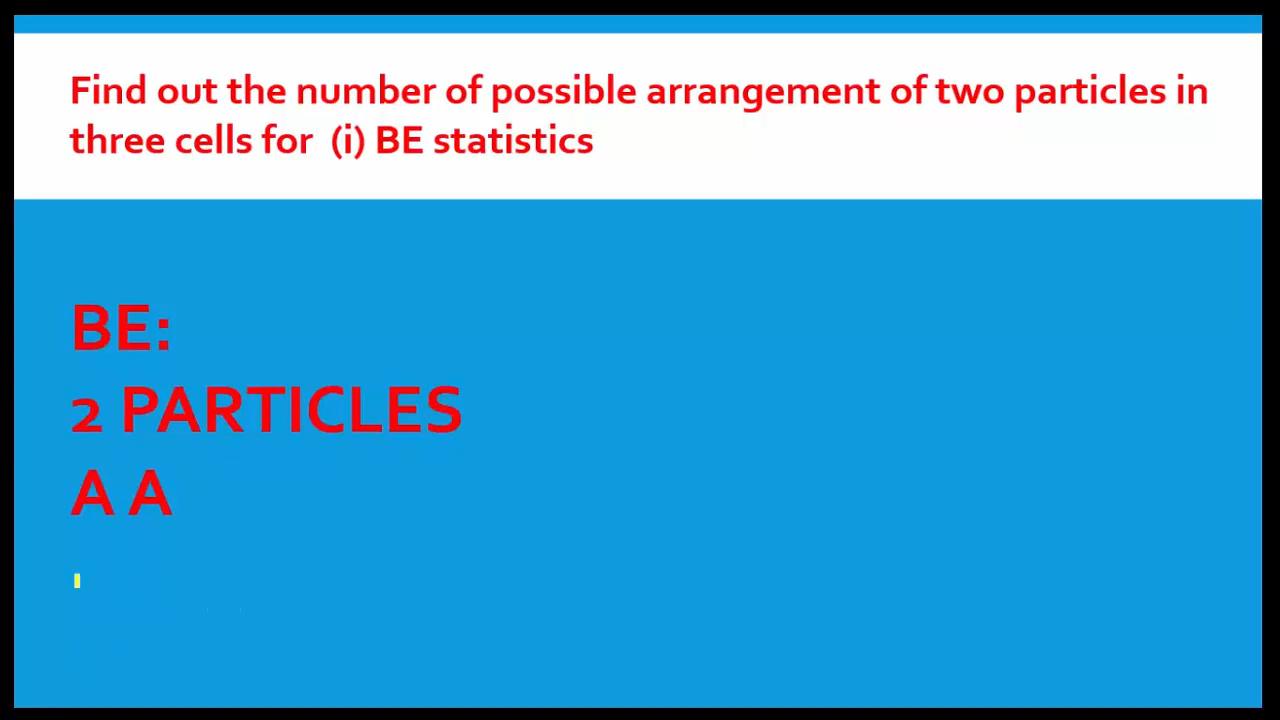 Find out the number of possible arrangement of two particles in
three cells for (i) BE statistics
BE:
2 PARTICLES
A A